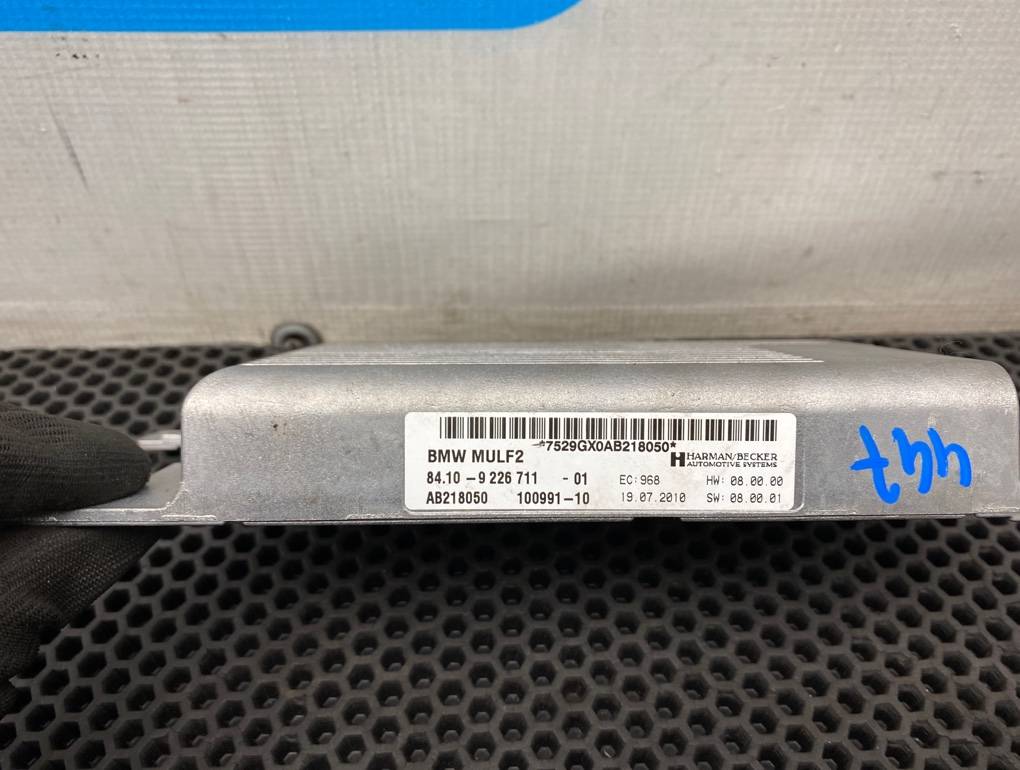 *7529GX0AB218050*
BMW MULF2
HARMAN/BECKER
AUTOMOTIVE SYSTEMS
84.10 - 9 226 711 - 01 EC: 968 HW: 08.00.00
AB218050 100991-10 19.07.2010 SW: 08.00.01
447